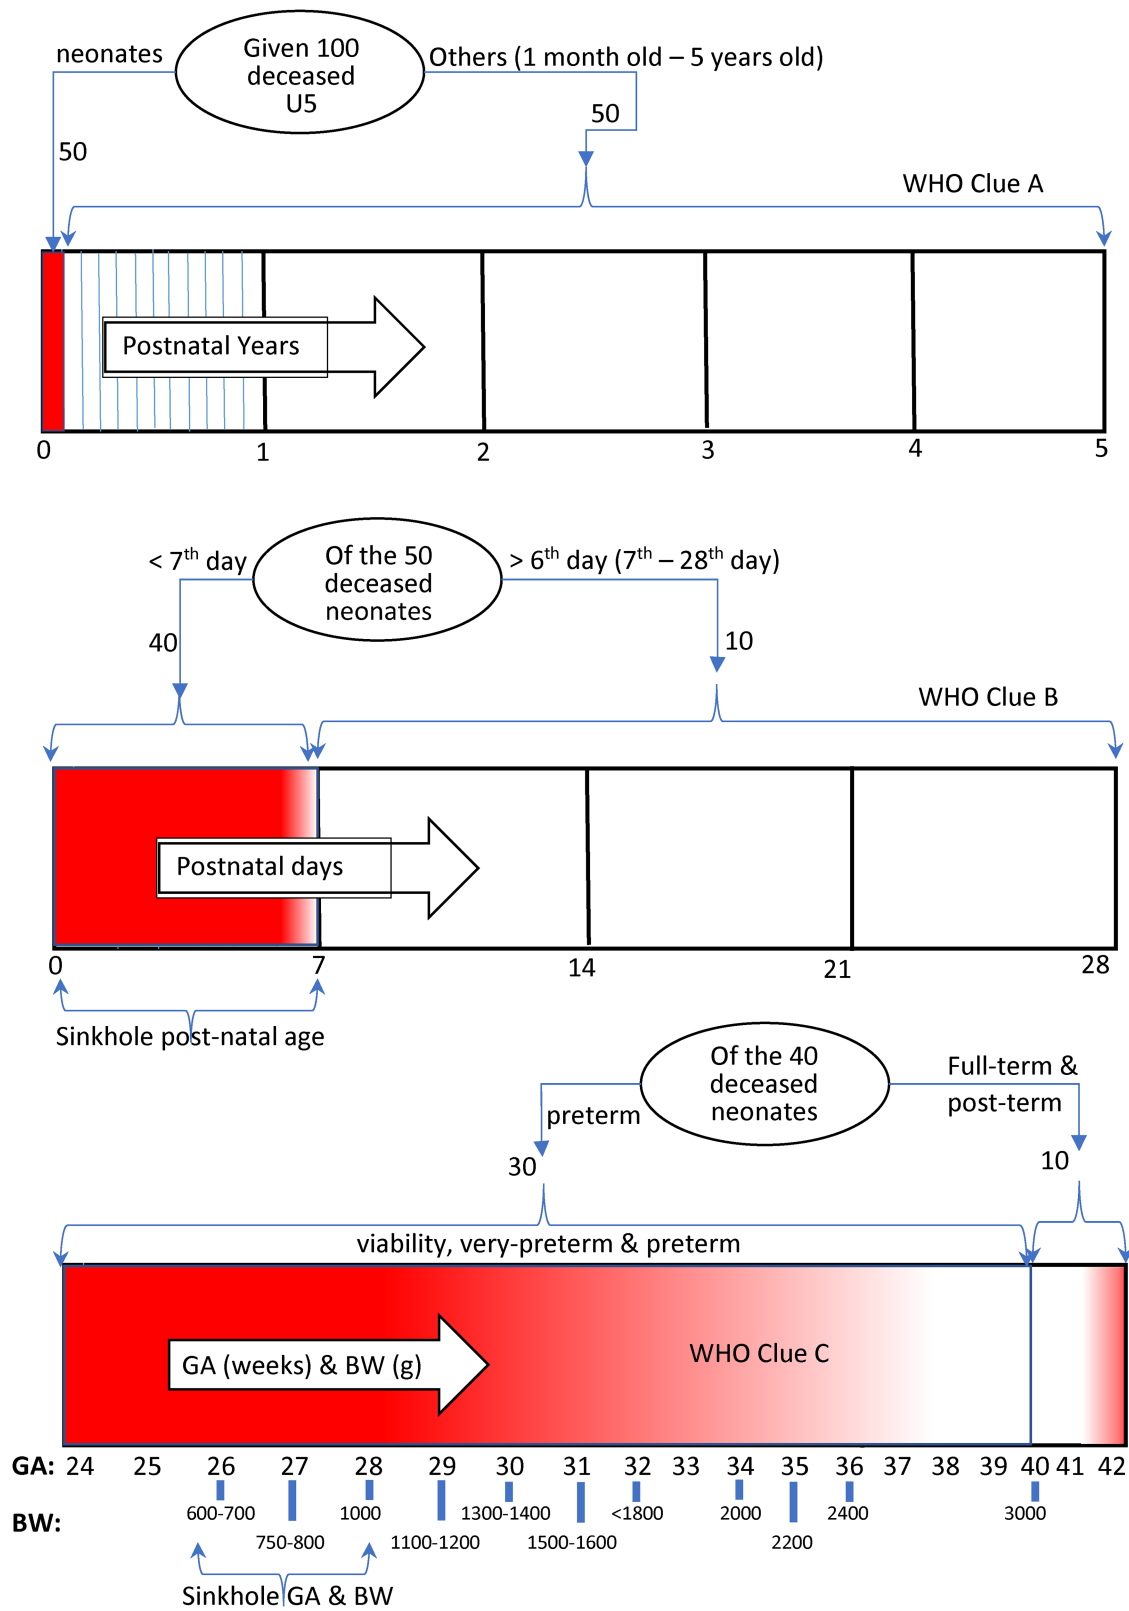 neonates
Given 100
deceased
U5
Others (1 month old – 5 years old)
50
50
WHO Clue A
Postnatal Years
0 1 2 3 4 5
< 7th day
Of the 50
deceased
neonates
> 6th day (7th – 28th day)
40
10
WHO Clue B
Postnatal days
0 7 14 21 28
Sinkhole post-natal age
Of the 40
deceased
neonates
preterm
Full-term &
post-term
30
10
viability, very-preterm & preterm
WHO Clue C
GA (weeks) & BW (g)
GA: 24 25 26 27 28 29 30 31 32 33 34 35 36 37 38 39 40 41 42
BW: 600-700 1000 1300-1400 <1800 2000 2400 3000
750-800 1100-1200 1500-1600 2200
Sinkhole GA & BW